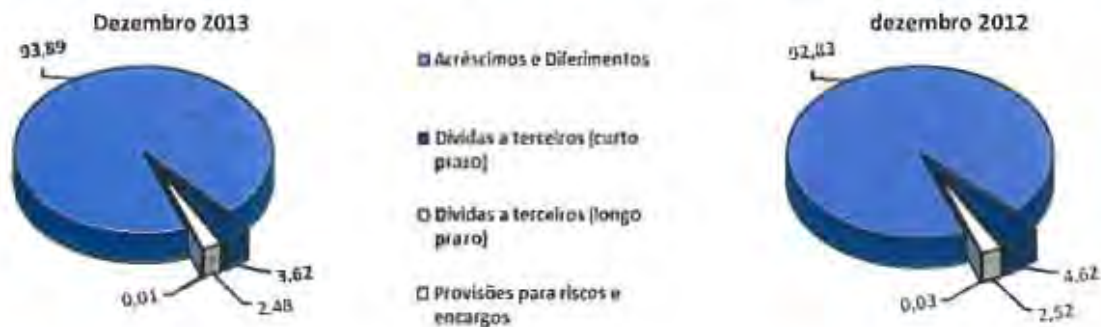 Dezembro 2013
93,89
3,62
2,48
0,01
Acréscimos e Diferimentos
Dívidas a terceiros (curto
prazo)
Dívidas a terceiros (longo
prazo)
Provisões para riscos e
encargos
dezembro 2012
92,83
4,62
2,52
0,03